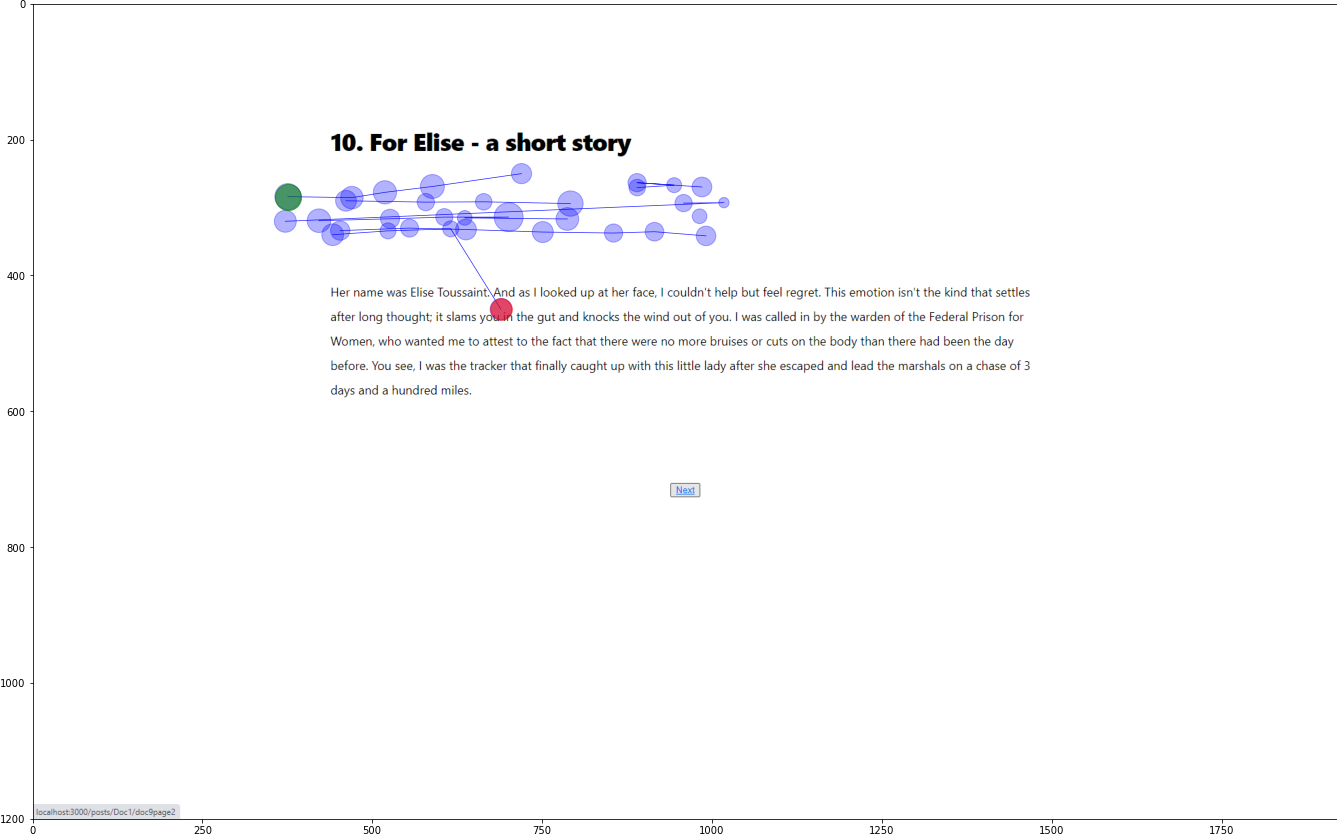 0
200
10. For Elise - a short story
400
Her name was Elise Toussaint. And as I looked up at her face, I couldn't help but feel regret. This emotion isn't the kind that settles
after long thought; it slams you in the gut and knocks the wind out of you. I was called in by the warden of the Federal Prison for
Women, who wanted me to attest to the fact that there were no more bruises or cuts on the body than there had been the day
before. You see, I was the tracker that finally caught up with this little lady after she escaped and lead the marshals on a chase of 3
days and a hundred miles.
600
Next
800
1000
localhost:3000/posts/Doc1/doc9page2
1200
0 250 500 750 1000 1250 1500 1750